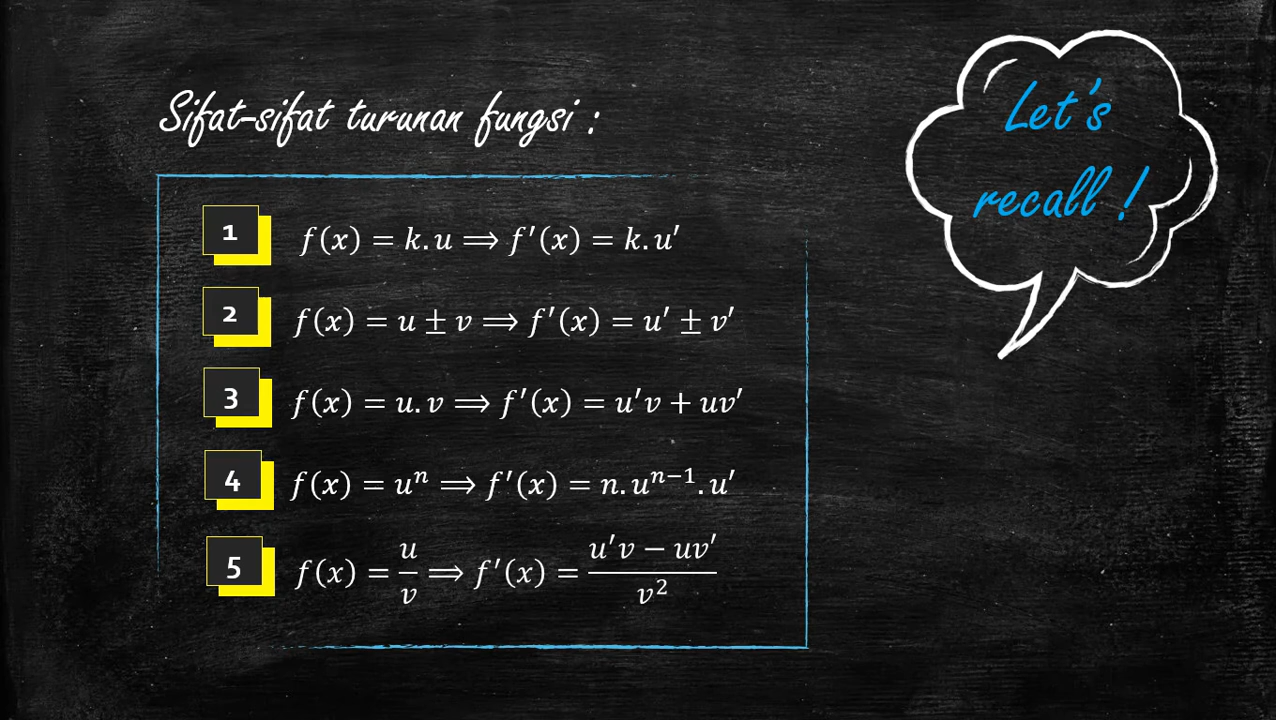 Sifat-sifat turunan fungsi :
Let's
recall !
1 f(x) = k.u ⟹ f′(x) = k.u′
2 f(x) = u ± v ⟹ f′(x) = u′ ± v′
3 f(x) = u.v ⟹ f′(x) = u′v + uv′
4 f(x) = uⁿ ⟹ f′(x) = n.uⁿ⁻¹.u′
5 f(x) = u/v ⟹ f′(x) = (u′v − uv′)/v²